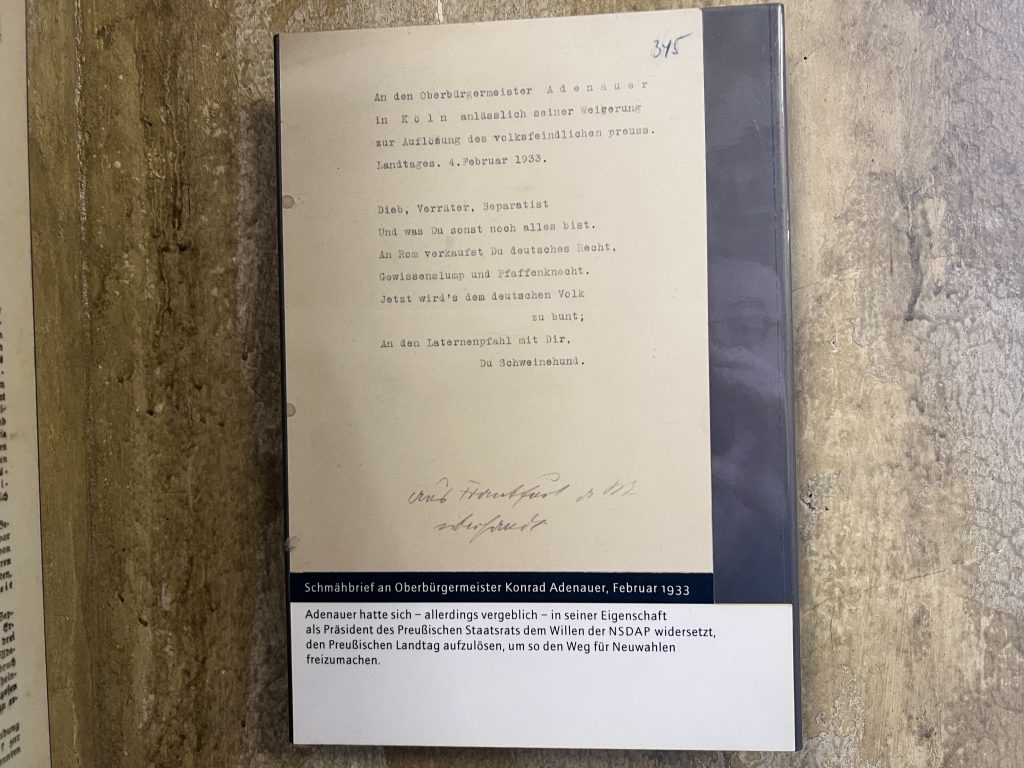 345
An den Oberbürgermeister A d e n a u e r
in K ö l n anlässlich seiner Weigerung
zur Auflösung des volksfeindlichen preuss.
Landtages. 4.Februar 1933.
Dieb, Verräter, Separatist
Und was Du sonst noch alles bist.
An Rom verkaufst Du deutsches Recht,
Gewissenslump und Pfaffenknecht.
Jetzt wird's dem deutschen Volk
zu bunt;
An den Laternenpfahl mit Dir,
Du Schweinehund.
aus Frankfurt
übersandt
Schmähbrief an Oberbürgermeister Konrad Adenauer, Februar 1933
Adenauer hatte sich – allerdings vergeblich – in seiner Eigenschaft
als Präsident des Preußischen Staatsrats dem Willen der NSDAP widersetzt,
den Preußischen Landtag aufzulösen, um so den Weg für Neuwahlen
freizumachen.